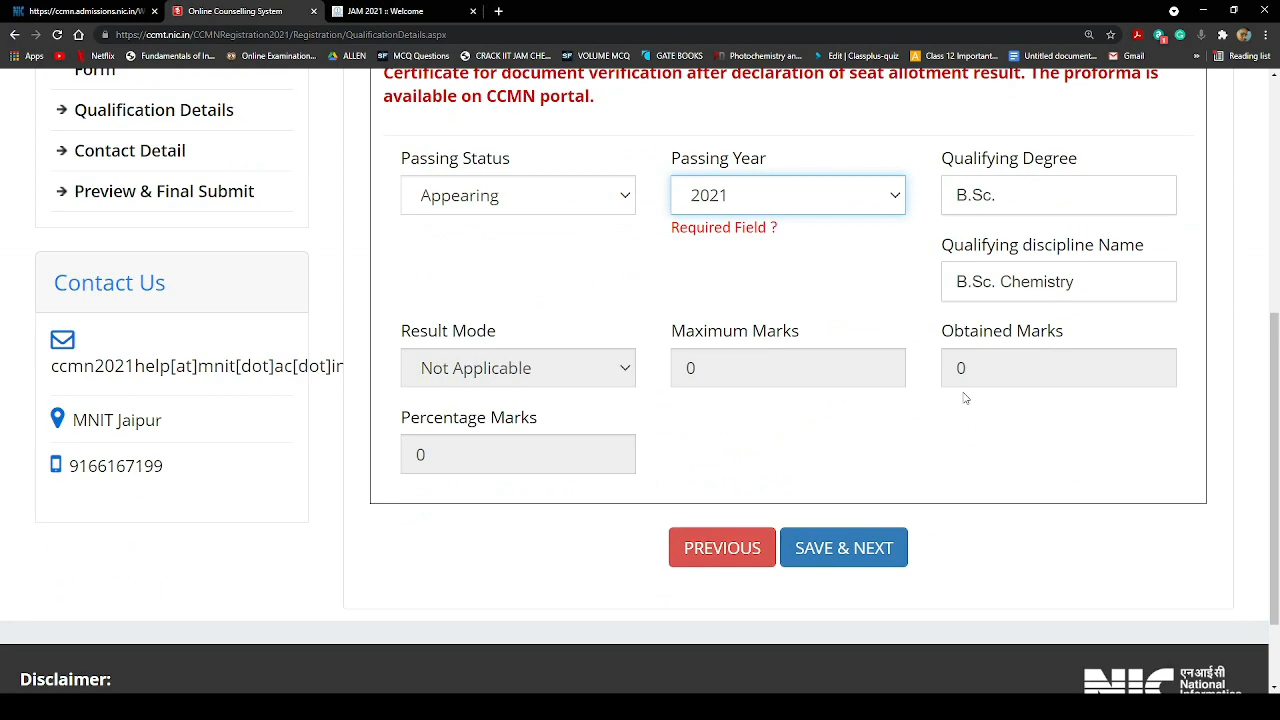 https://ccmn.admissions.nic.in/W
Online Counselling System
JAM 2021 :: Welcome
https://ccmt.nic.in/CCMNRegistration2021/Registration/QualificationDetails.aspx
Apps
Netflix
Fundamentals of In...
Online Examination...
ALLEN
MCQ Questions
CRACK IIT JAM CHE...
VOLUME MCQ
GATE BOOKS
Photochemistry an...
Edit | Classplus-quiz
Class 12 Important...
Untitled document...
Gmail
»
Reading list
Form
Qualification Details
Contact Detail
Preview & Final Submit
Contact Us
ccmn2021help[at]mnit[dot]ac[dot]in
MNIT Jaipur
9166167199
Certificate for document verification after declaration of seat allotment result. The proforma is
available on CCMN portal.
Passing Status
Passing Year
Qualifying Degree
Appearing
2021
B.Sc.
Required Field ?
Qualifying discipline Name
B.Sc. Chemistry
Result Mode
Maximum Marks
Obtained Marks
Not Applicable
0
0
Percentage Marks
0
PREVIOUS
SAVE & NEXT
Disclaimer:
NIC
एन आई सी
National
Informatics